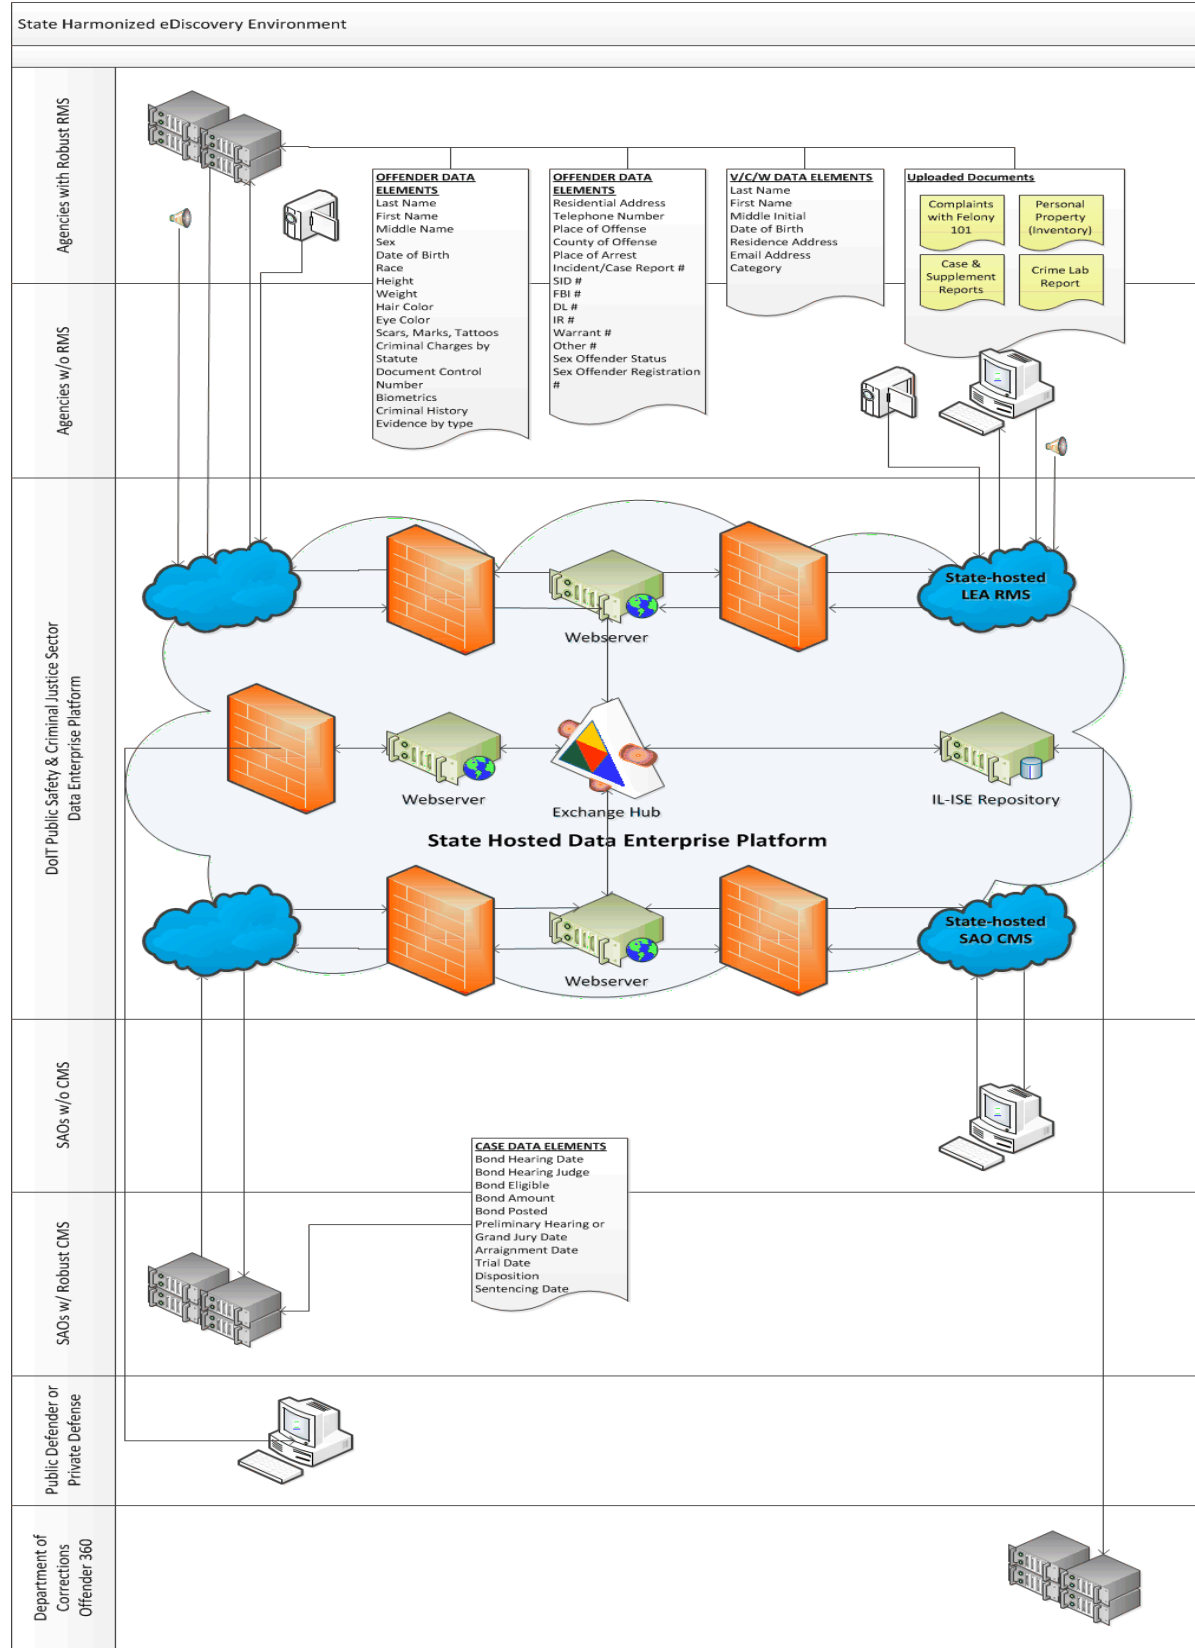 State Harmonized eDiscovery Environment
Agencies with Robust RMS
OFFENDER DATA
ELEMENTS
Last Name
First Name
Middle Name
Sex
Date of Birth
Race
Height
Weight
Hair Color
Eye Color
Scars, Marks, Tattoos
Criminal Charges by
Statute
Document Control
Number
Biometrics
Criminal History
Evidence by type
OFFENDER DATA
ELEMENTS
Residential Address
Telephone Number
Place of Offense
County of Offense
Place of Arrest
Incident/Case Report #
SID #
FBI #
DL #
IR #
Warrant #
Other #
Sex Offender Status
Sex Offender Registration
#
V/C/W DATA ELEMENTS
Last Name
First Name
Middle Initial
Date of Birth
Residence Address
Email Address
Category
Uploaded Documents
Complaints
with Felony
101
Personal
Property
(Inventory)
Case &
Supplement
Reports
Crime Lab
Report
Agencies w/o RMS
DoIT Public Safety & Criminal Justice Sector
Data Enterprise Platform
State-hosted
LEA RMS
Webserver
Webserver
Exchange Hub
IL-ISE Repository
State Hosted Data Enterprise Platform
State-hosted
SAO CMS
Webserver
SAOs w/o CMS
CASE DATA ELEMENTS
Bond Hearing Date
Bond Hearing Judge
Bond Eligible
Bond Amount
Bond Posted
Preliminary Hearing or
Grand Jury Date
Arraignment Date
Trial Date
Disposition
Sentencing Date
SAOs w/ Robust CMS
Public Defender or
Private Defense
Department of
Corrections
Offender 360